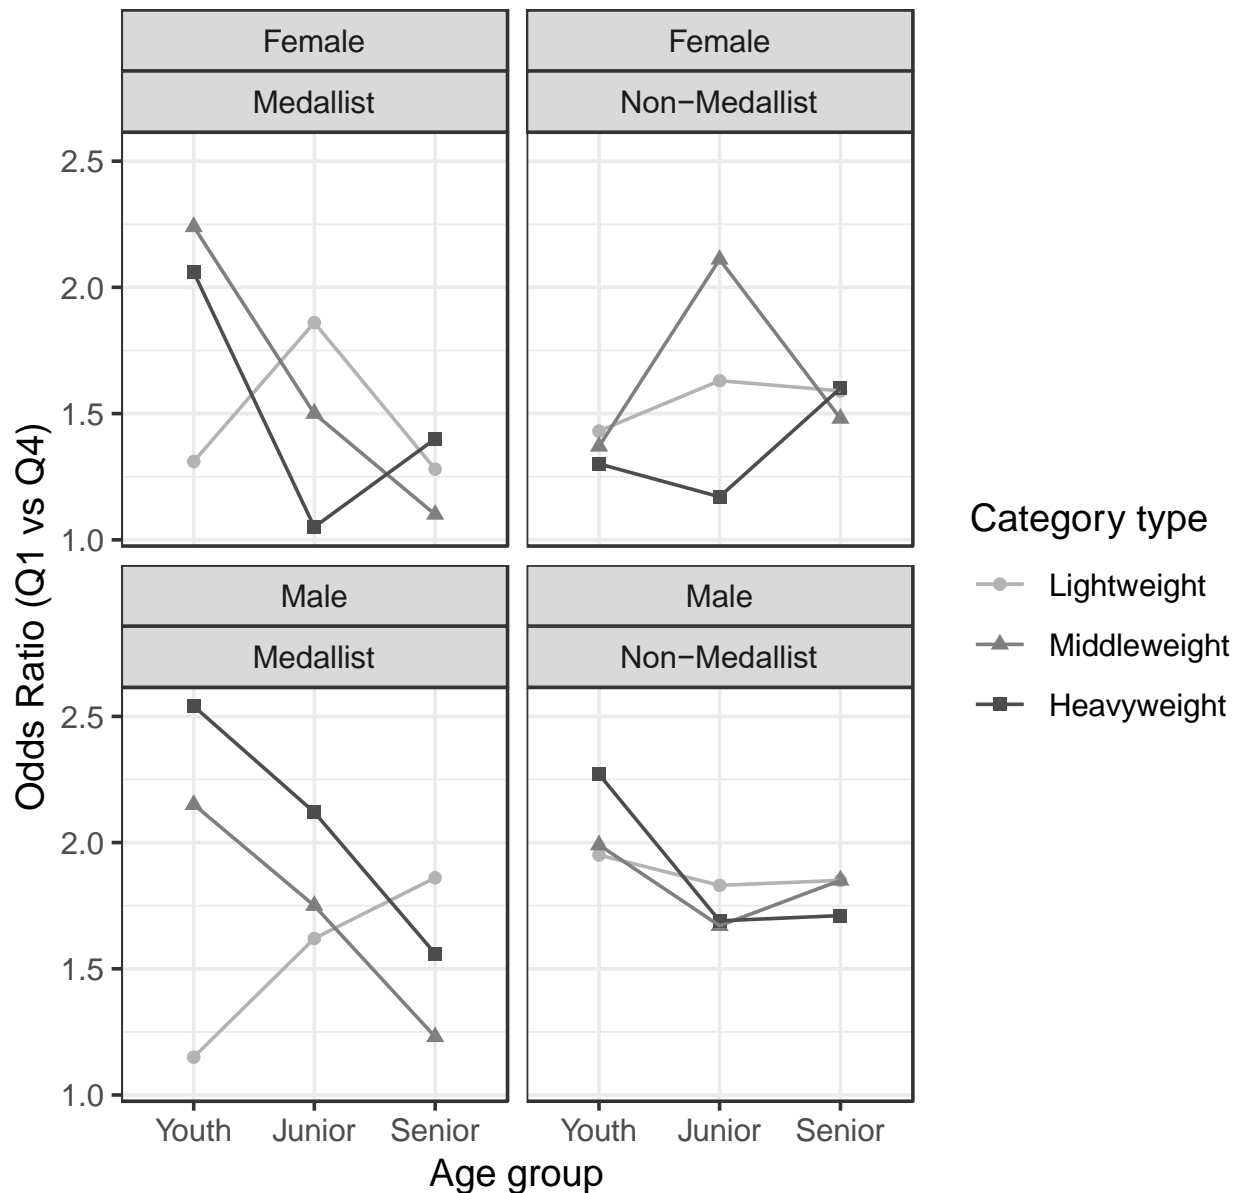 Female
Female
Medallist
Non−Medallist
2.5
2.0
1.5
1.0
Male
Male
Medallist
Non−Medallist
2.5
2.0
1.5
1.0
Youth Junior Senior
Youth Junior Senior
Age group
Odds Ratio (Q1 vs Q4)
Category type
Lightweight
Middleweight
Heavyweight